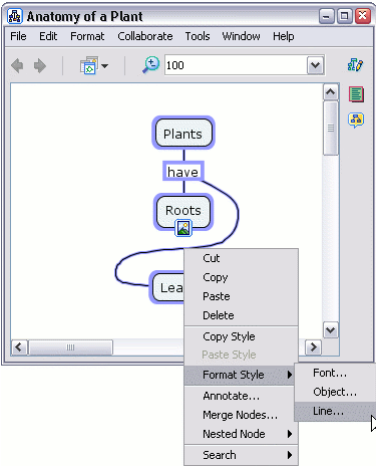 Anatomy of a Plant
File Edit Format Collaborate Tools Window Help
100
Plants
have
Roots
Lea
Cut
Copy
Paste
Delete
Copy Style
Paste Style
Format Style
Font...
Object...
Line...
Annotate...
Merge Nodes...
Nested Node
Search